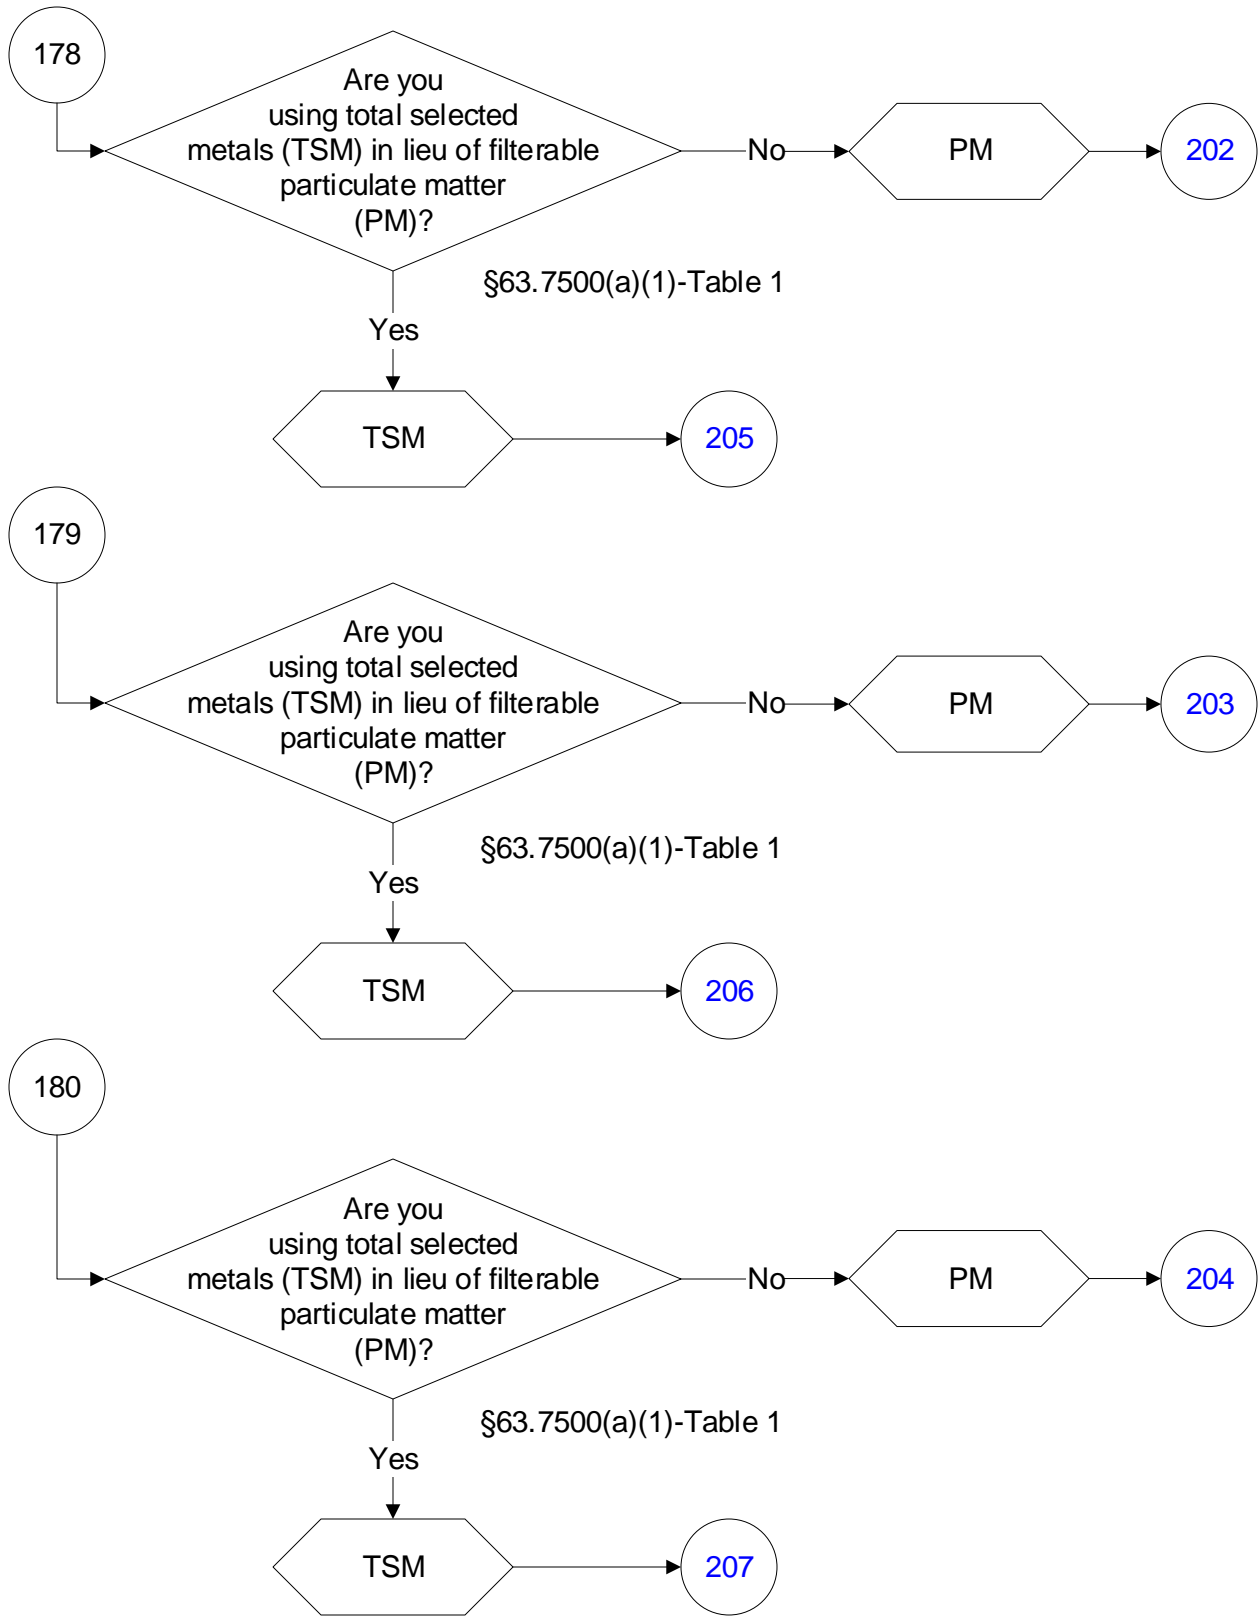 178
Are you
using total selected
metals (TSM) in lieu of filterable
particulate matter
(PM)?
No
PM
202
§63.7500(a)(1)-Table 1
Yes
TSM
205
179
Are you
using total selected
metals (TSM) in lieu of filterable
particulate matter
(PM)?
No
PM
203
§63.7500(a)(1)-Table 1
Yes
TSM
206
180
Are you
using total selected
metals (TSM) in lieu of filterable
particulate matter
(PM)?
No
PM
204
§63.7500(a)(1)-Table 1
Yes
TSM
207